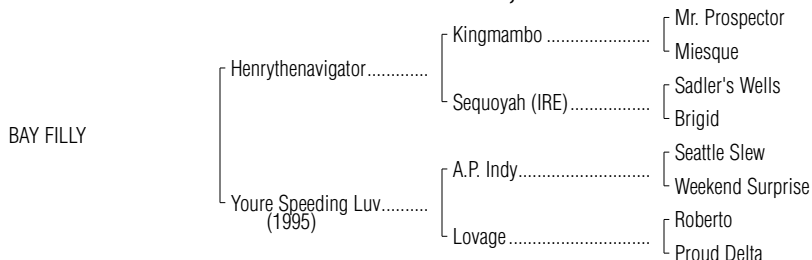 Mr. Prospector
Kingmambo ......................
Miesque
Henrythenavigator.............
Sadler's Wells
Sequoyah (IRE).................
Brigid
BAY FILLY
Seattle Slew
A.P. Indy...........................
Weekend Surprise
Youre Speeding Luv..........
(1995)
Roberto
Lovage .............................
Proud Delta